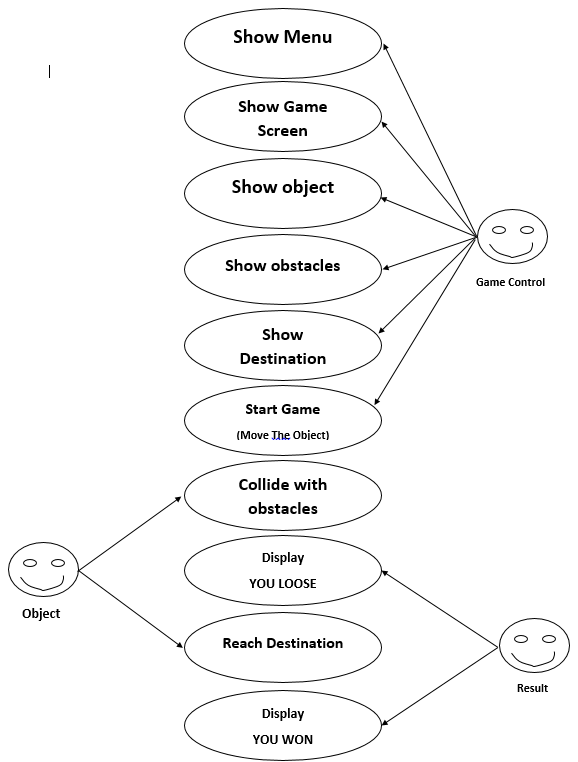 Show Menu
Show Game
Screen
Show object
Show obstacles
Game Control
Show
Destination
Start Game
(Move The Object)
Collide with
obstacles
Display
YOU LOOSE
Object
Reach Destination
Result
Display
YOU WON